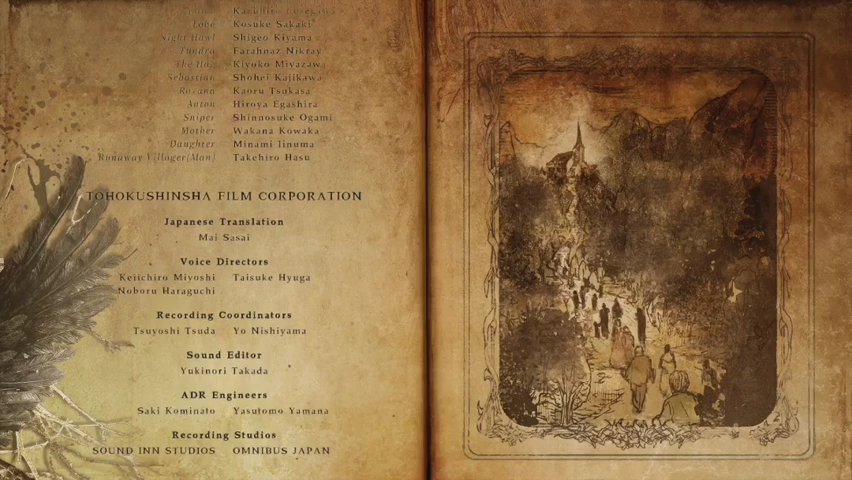 Lone Kosuke Sakaki
Night Howl Shigeo Kiyama
Tundra Farahnaz Nikray
The Hag Kiyoko Miyazawa
Sebastian Shohei Kajikawa
Roxana Kaoru Tsukasa
Anton Hiroya Egashira
Sniper Shinnosuke Ogami
Mother Wakana Kowaka
Daughter Minami Iinuma
Runaway Villager(Man) Takehiro Hasu
TOHOKUSHINSHA FILM CORPORATION
Japanese Translation
Mai Sasai
Voice Directors
Keiichiro Miyoshi Taisuke Hyuga
Noboru Haraguchi
Recording Coordinators
Tsuyoshi Tsuda Yo Nishiyama
Sound Editor
Yukinori Takada
ADR Engineers
Saki Kominato Yasutomo Yamana
Recording Studios
SOUND INN STUDIOS OMNIBUS JAPAN